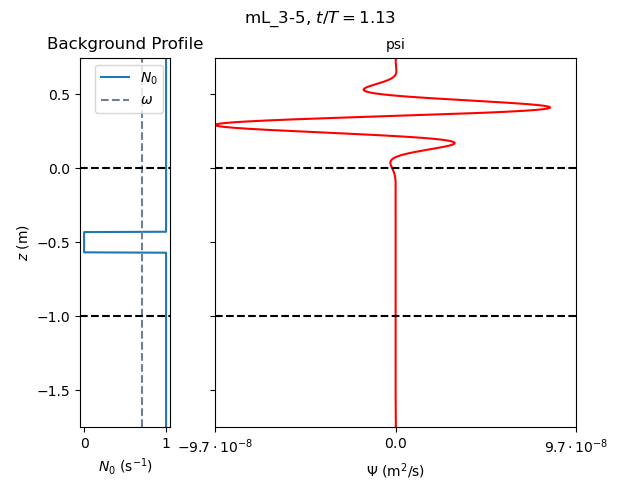 mL_3-5, t/T = 1.13
Background Profile
psi
N₀
ω
0.5
0.0
−0.5
−1.0
−1.5
z (m)
0 1
N₀ (s⁻¹)
−9.7 · 10⁻⁸ 0.0 9.7 · 10⁻⁸
Ψ (m²/s)